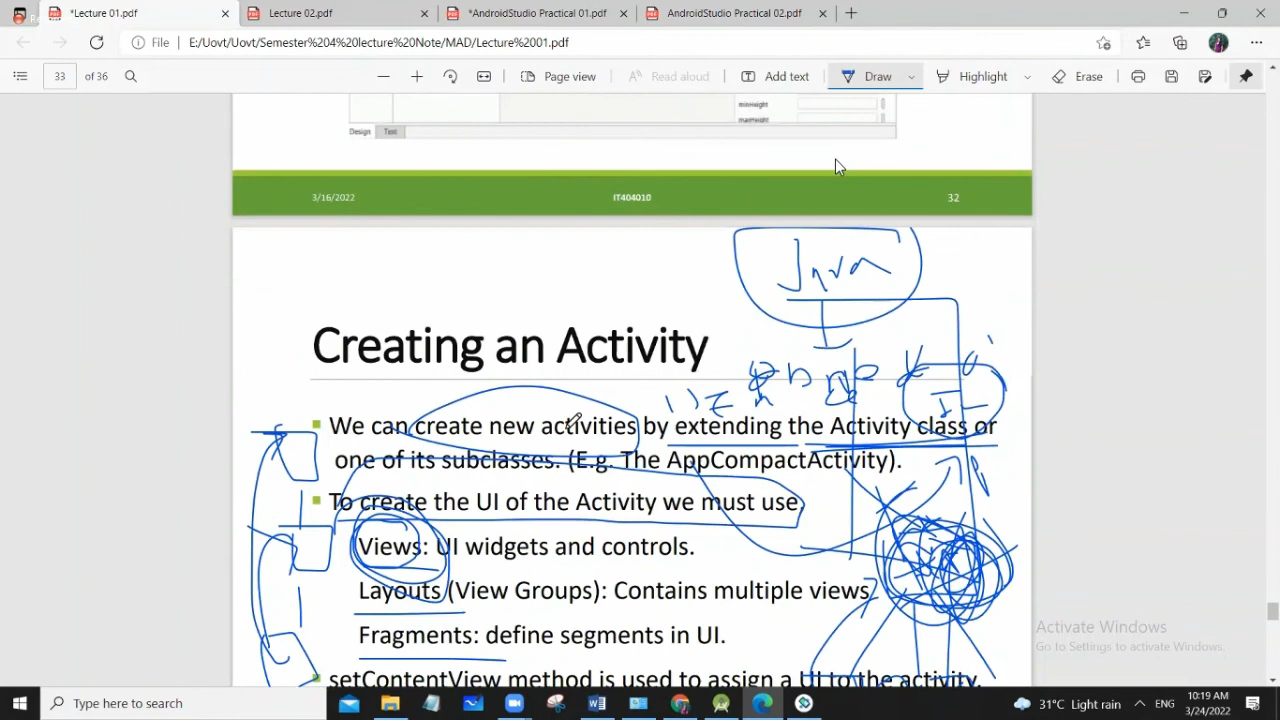 *Lecture 01.pdf
Lecture 02.pdf
*AndroidStudio Practical 01.pdf
AndroidStudio Practical 02.pdf
File
E:/Uovt/Uovt/Semester%204%20lecture%20Note/MAD/Lecture%2001.pdf
33 of 36
Page view
Read aloud
Add text
Draw
Highlight
Erase
minHeight
maxHeight
Design Text
3/16/2022 IT404010 32
Java
Creating an Activity
We can create new activities by extending the Activity class or
one of its subclasses. (E.g. The AppCompactActivity).
To create the UI of the Activity we must use,
Views: UI widgets and controls.
Layouts (View Groups): Contains multiple views
Fragments: define segments in UI.
setContentView method is used to assign a UI to the activity.
Activate Windows
Go to Settings to activate Windows.
Type here to search
31°C Light rain
ENG
10:19 AM
3/24/2022